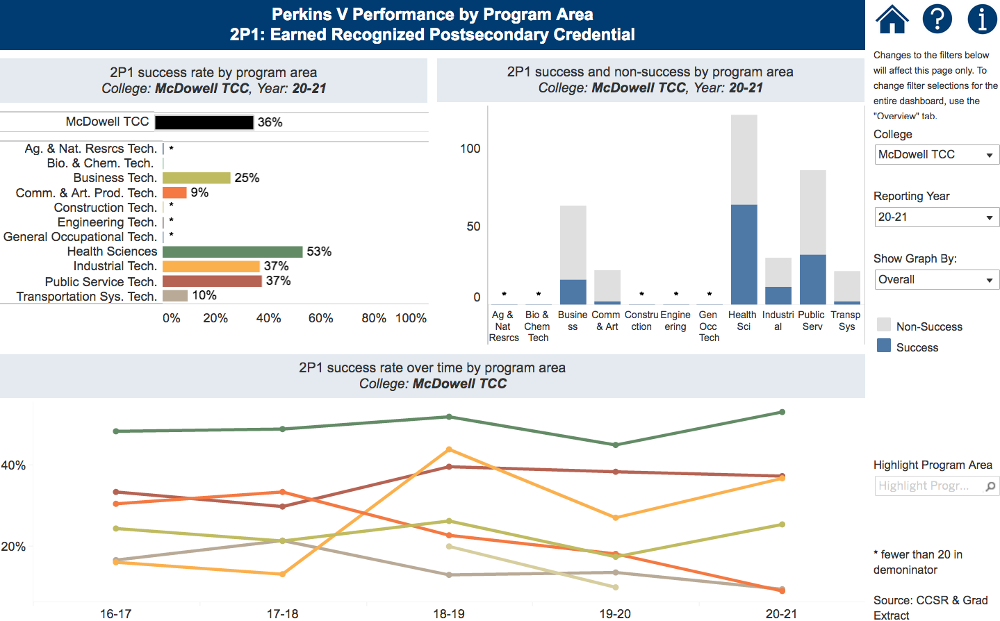 Perkins V Performance by Program Area
2P1: Earned Recognized Postsecondary Credential
Changes to the filters below
will affect this page only. To
change filter selections for the
entire dashboard, use the
"Overview" tab.
2P1 success rate by program area
College: McDowell TCC, Year: 20-21
McDowell TCC 36%
Ag. & Nat. Resrcs Tech. *
Bio. & Chem. Tech.
Business Tech. 25%
Comm. & Art. Prod. Tech. 9%
Construction Tech. *
Engineering Tech. *
General Occupational Tech. *
Health Sciences 53%
Industrial Tech. 37%
Public Service Tech. 37%
Transportation Sys. Tech. 10%
0% 20% 40% 60% 80% 100%
2P1 success and non-success by program area
College: McDowell TCC, Year: 20-21
100
50
0
* * * * *
Ag &
Nat
Resrcs
Bio &
Chem
Tech
Busine
ss
Comm
& Art
Constru
ction
Engine
ering
Gen
Occ
Tech
Health
Sci
Industri
al
Public
Serv
Transp
Sys
College
McDowell TCC
Reporting Year
20-21
Show Graph By:
Overall
Non-Success
Success
2P1 success rate over time by program area
College: McDowell TCC
40%
20%
16-17 17-18 18-19 19-20 20-21
Highlight Program Area
Highlight Progr...
* fewer than 20 in
demoninator
Source: CCSR & Grad
Extract